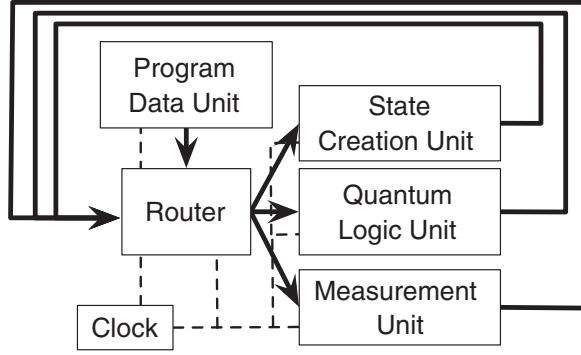 Program
Data Unit
State
Creation Unit
Router
Quantum
Logic Unit
Measurement
Unit
Clock